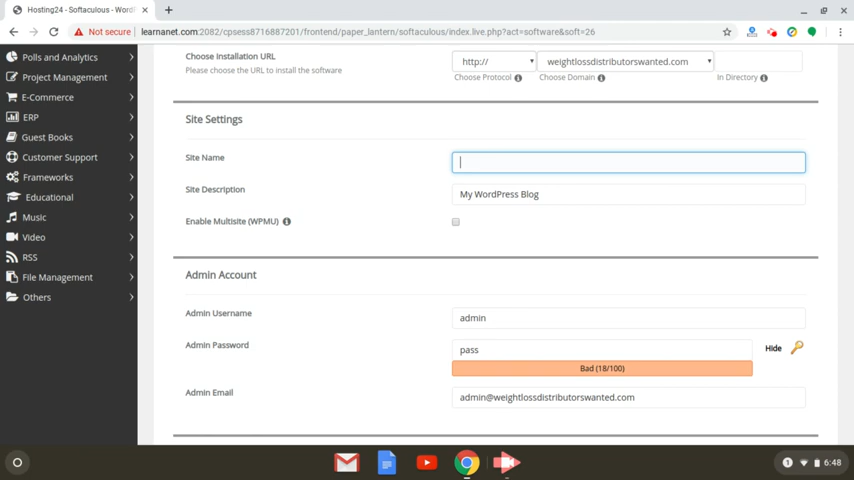 Hosting24 - Softaculous - Word
Not secure
learnanet.com:2082/cpsess8716887201/frontend/paper_lantern/softaculous/index.live.php?act=software&soft=26
Polls and Analytics
Project Management
E-Commerce
ERP
Guest Books
Customer Support
Frameworks
Educational
Music
Video
RSS
File Management
Others
Choose Installation URL
Please choose the URL to install the software
http://
weightlossdistributorswanted.com
Choose Protocol
Choose Domain
In Directory
Site Settings
Site Name
Site Description
My WordPress Blog
Enable Multisite (WPMU)
Admin Account
Admin Username
admin
Admin Password
pass
Hide
Bad (18/100)
Admin Email
admin@weightlossdistributorswanted.com
1
6:48